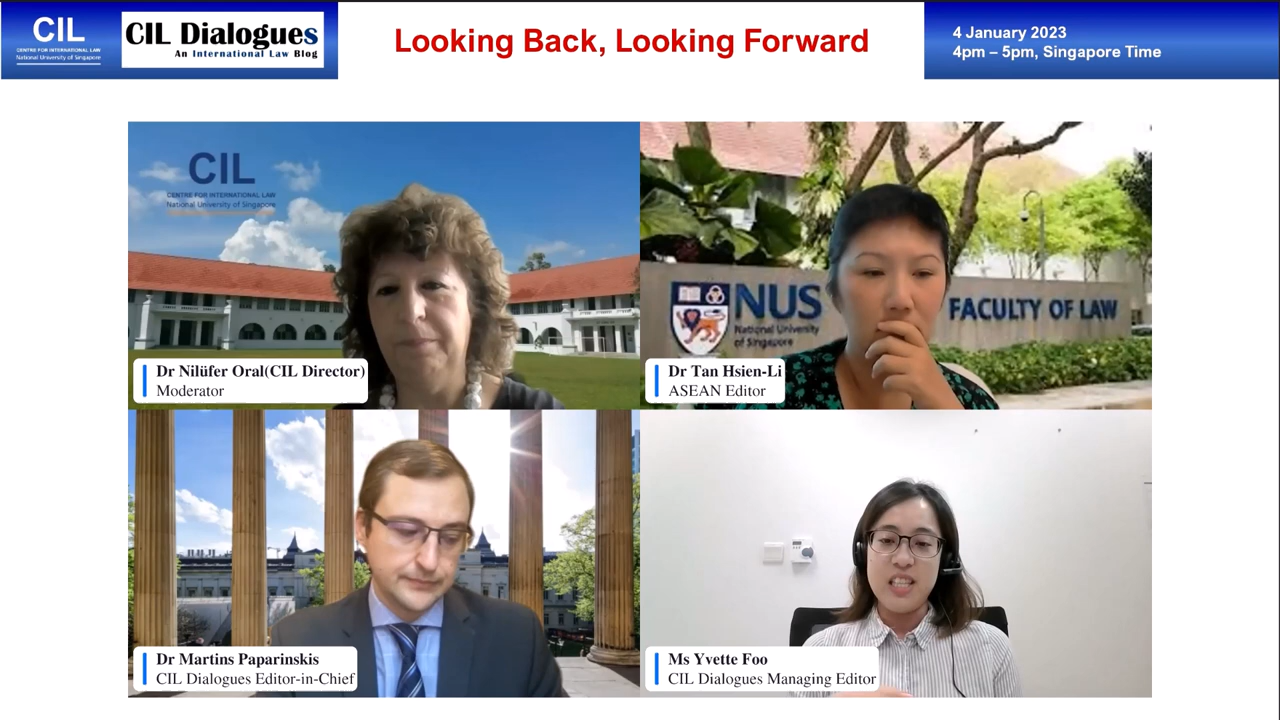 CIL
CENTRE FOR INTERNATIONAL LAW
National University of Singapore
CIL Dialogues
An International Law Blog
Looking Back, Looking Forward
4 January 2023
4pm – 5pm, Singapore Time
CIL
CENTRE FOR INTERNATIONAL LAW
National University of Singapore
Dr Nilüfer Oral(CIL Director)
Moderator
NUS
National University
of Singapore
FACULTY OF LAW
Dr Tan Hsien-Li
ASEAN Editor
Dr Martins Paparinskis
CIL Dialogues Editor-in-Chief
Ms Yvette Foo
CIL Dialogues Managing Editor